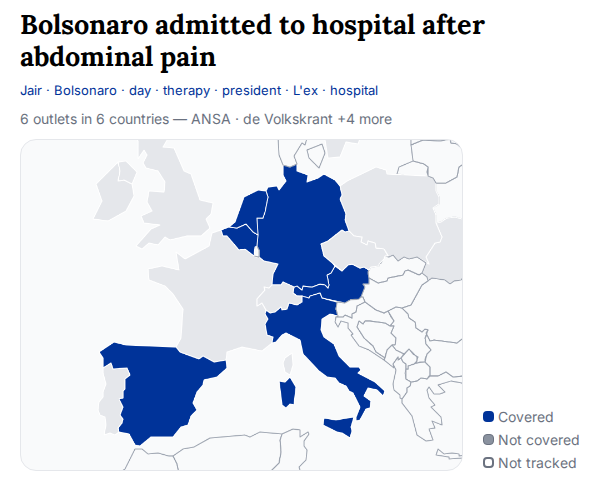 Bolsonaro admitted to hospital after
abdominal pain
Jair · Bolsonaro · day · therapy · president · L'ex · hospital
6 outlets in 6 countries — ANSA · de Volkskrant +4 more
Covered
Not covered
Not tracked